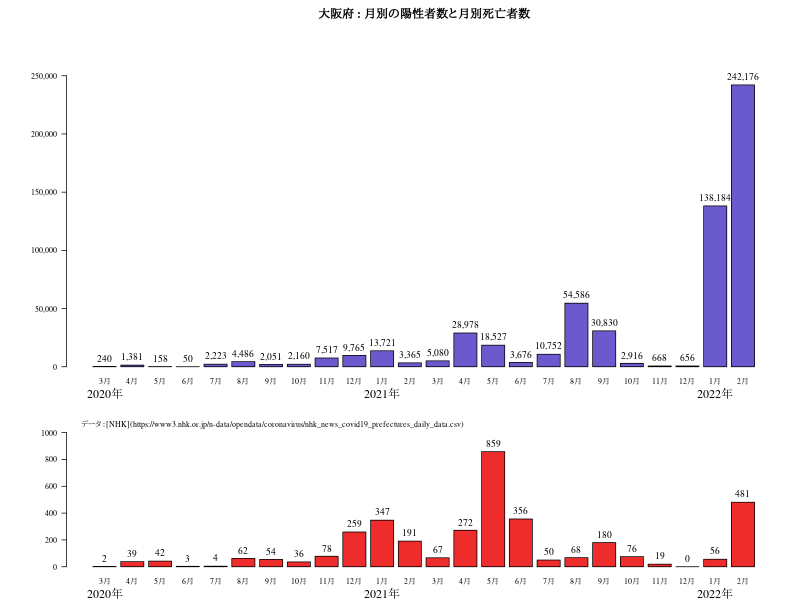 大阪府 : 月別の陽性者数と月別死亡者数
250,000
200,000
150,000
100,000
50,000
0
240 1,381 158 50 2,223 4,486 2,051 2,160 7,517 9,765 13,721 3,365 5,080 28,978 18,527 3,676 10,752 54,586 30,830 2,916 668 656 138,184 242,176
3月 4月 5月 6月 7月 8月 9月 10月 11月 12月 1月 2月 3月 4月 5月 6月 7月 8月 9月 10月 11月 12月 1月 2月
2020年 2021年 2022年
データ:[NHK](https://www3.nhk.or.jp/n-data/opendata/coronavirus/nhk_news_covid19_prefectures_daily_data.csv)
1000
800
600
400
200
0
2 39 42 3 4 62 54 36 78 259 347 191 67 272 859 356 50 68 180 76 19 0 56 481
3月 4月 5月 6月 7月 8月 9月 10月 11月 12月 1月 2月 3月 4月 5月 6月 7月 8月 9月 10月 11月 12月 1月 2月
2020年 2021年 2022年